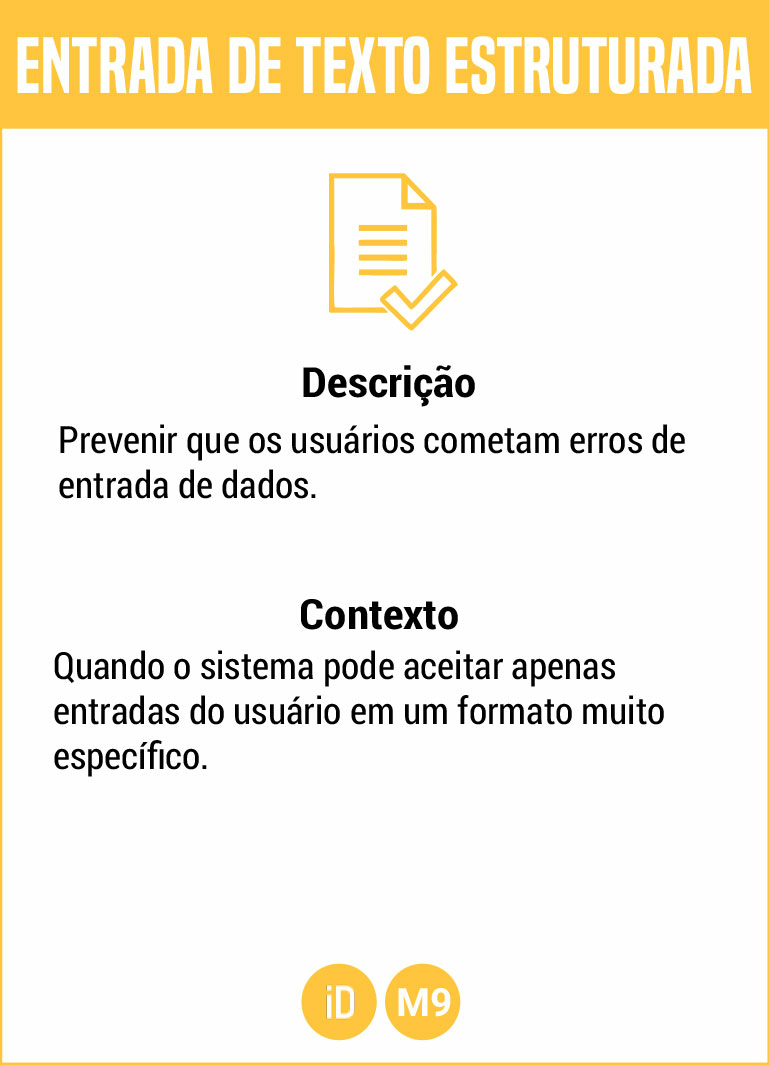 ENTRADA DE TEXTO ESTRUTURADA
Descrição
Prevenir que os usuários cometam erros de
entrada de dados.
Contexto
Quando o sistema pode aceitar apenas
entradas do usuário em um formato muito
específico.
iD M9